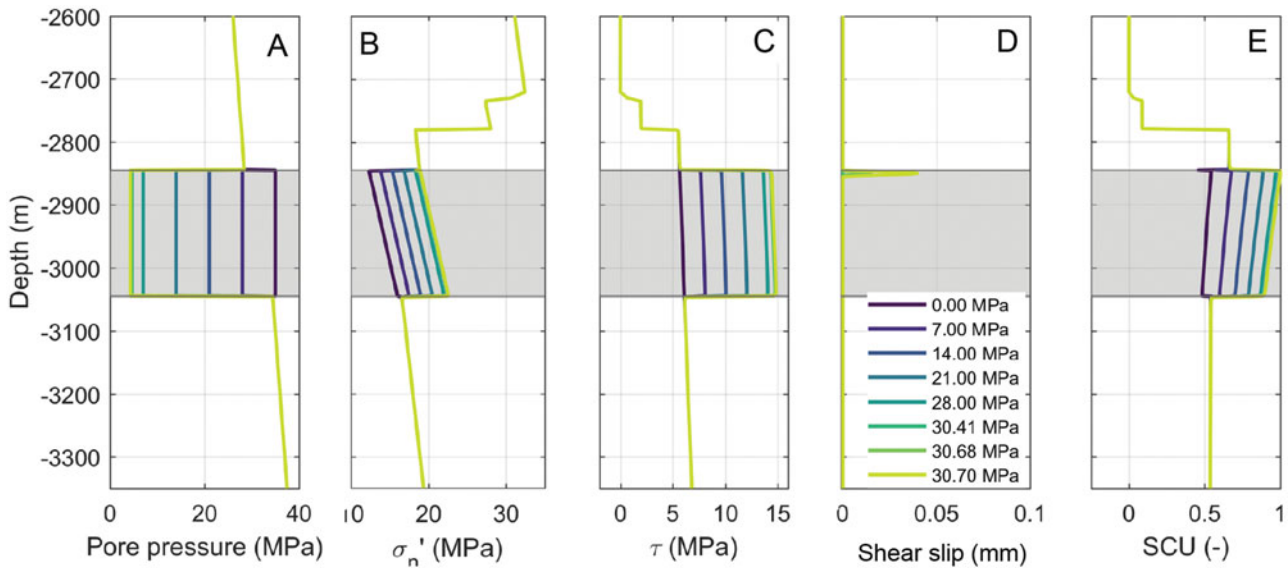 A
B
C
D
E
Depth (m)
-2600
-2700
-2800
-2900
-3000
-3100
-3200
-3300
0.00 MPa
7.00 MPa
14.00 MPa
21.00 MPa
28.00 MPa
30.41 MPa
30.68 MPa
30.70 MPa
0 20 40
10 20 30
0 5 10 15
0 0.05 0.1
0 0.5 1
Pore pressure (MPa)
σn' (MPa)
τ (MPa)
Shear slip (mm)
SCU (-)